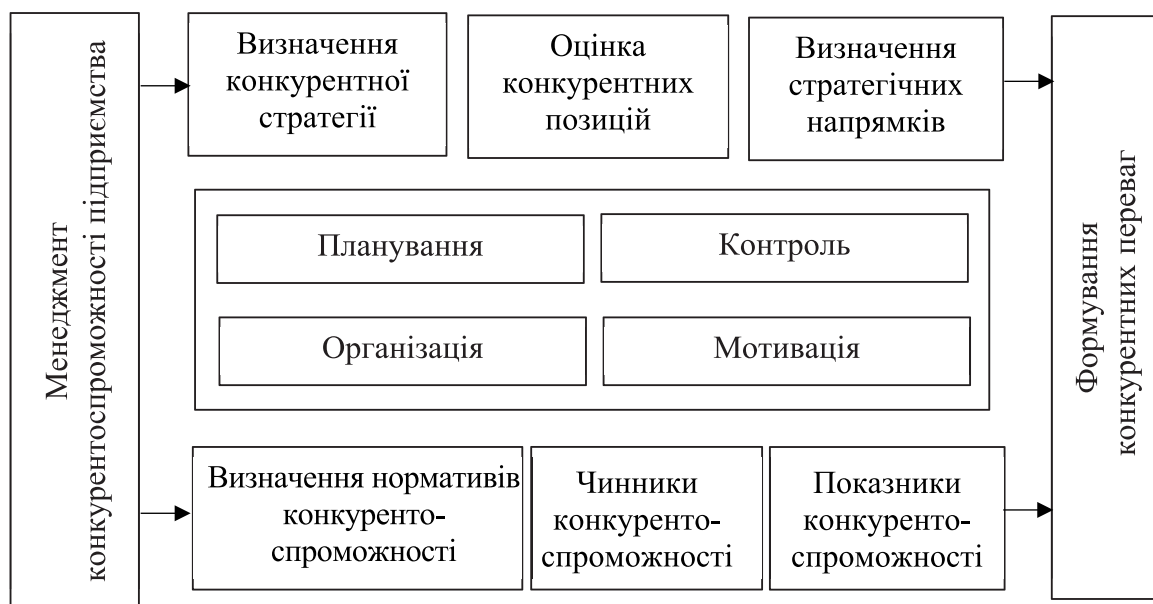 Менеджмент
конкурентоспроможності підприємства
Визначення
конкурентної
стратегії
Оцінка
конкурентних
позицій
Визначення
стратегічних
напрямків
Планування
Контроль
Організація
Мотивація
Визначення нормативів
конкуренто-
спроможності
Чинники
конкуренто-
спроможності
Показники
конкуренто-
спроможності
Формування
конкурентних переваг